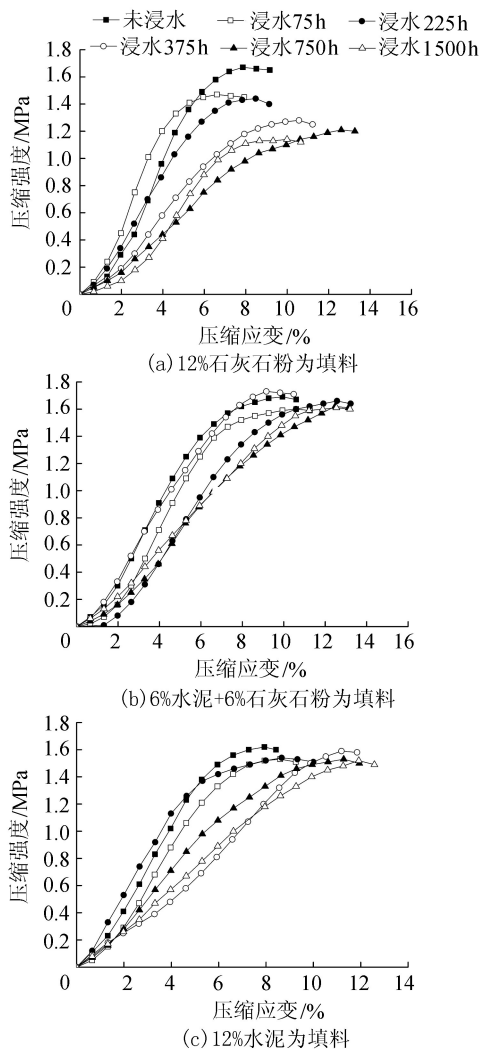 未浸水 浸水75h 浸水225h
浸水375h 浸水750h 浸水1500h
1.8
1.6
1.4
1.2
1.0
0.8
0.6
0.4
0.2
压缩强度/MPa
0 2 4 6 8 10 12 14 16
压缩应变/%
(a)12%石灰石粉为填料
1.8
1.6
1.4
1.2
1.0
0.8
0.6
0.4
0.2
压缩强度/MPa
0 2 4 6 8 10 12 14 16
压缩应变/%
(b)6%水泥+6%石灰石粉为填料
1.8
1.6
1.4
1.2
1.0
0.8
0.6
0.4
0.2
压缩强度/MPa
0 2 4 6 8 10 12 14
压缩应变/%
(c)12%水泥为填料